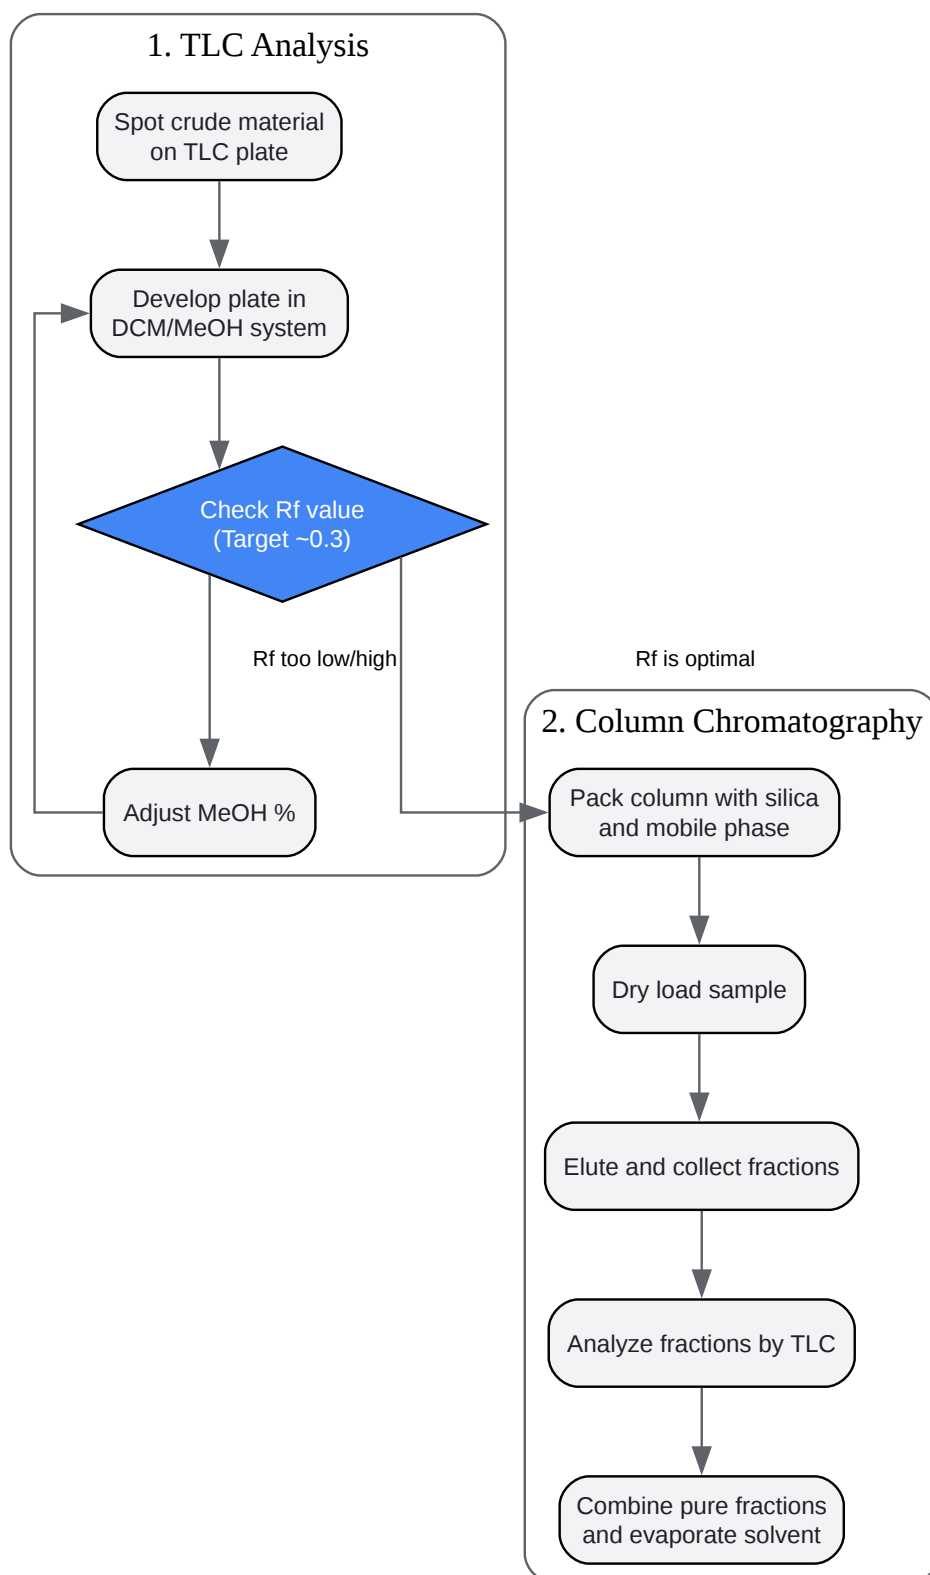 1. TLC Analysis
Spot crude material
on TLC plate
Develop plate in
DCM/MeOH system
Check Rf value
(Target ~0.3)
Rf too low/high
Rf is optimal
Adjust MeOH %
2. Column Chromatography
Pack column with silica
and mobile phase
Dry load sample
Elute and collect fractions
Analyze fractions by TLC
Combine pure fractions
and evaporate solvent